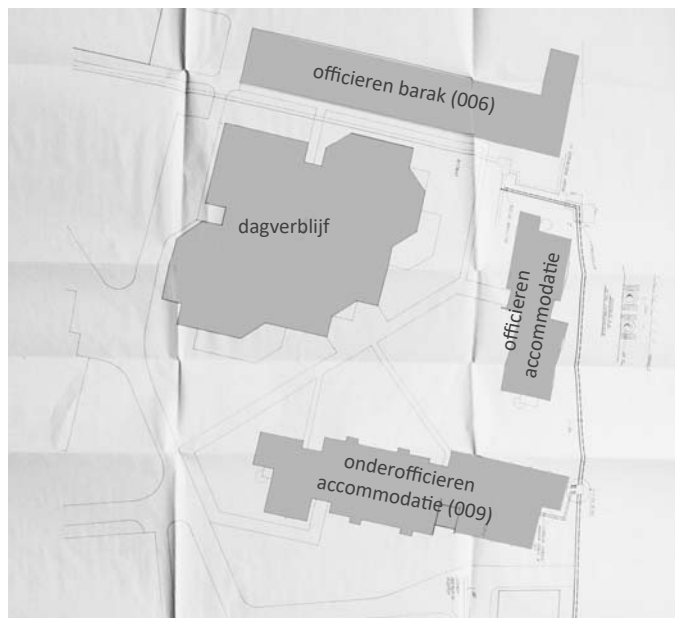 officieren barak (006)
dagverblijf
officieren
accommodatie
onderofficieren
accommodatie (009)